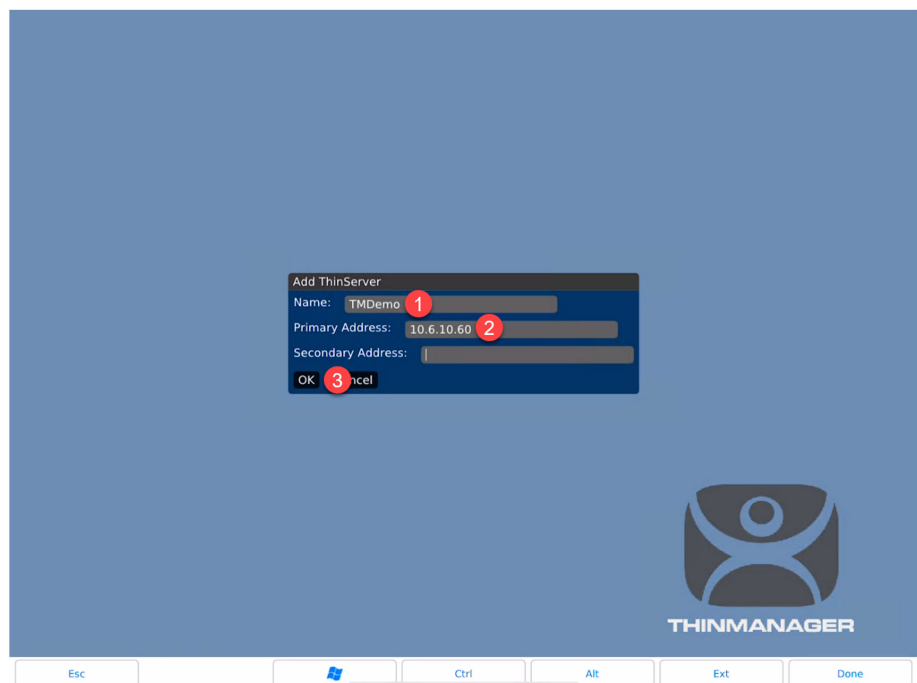 Add ThinServer
Name: TMDemo 1
Primary Address: 10.6.10.60 2
Secondary Address:
OK 3 ncel
THINMANAGER
Esc Ctrl Alt Ext Done